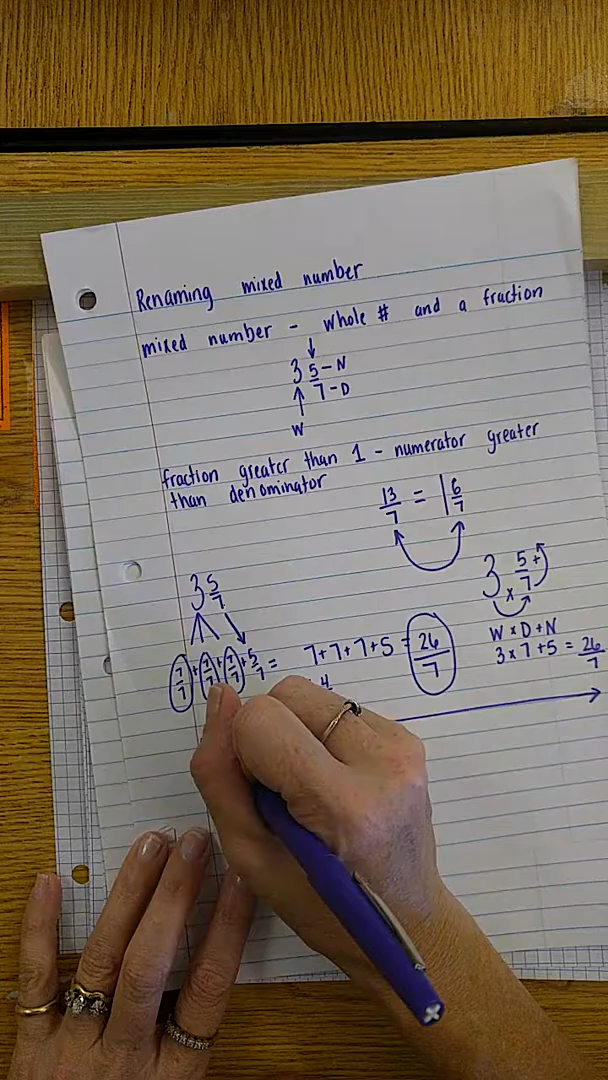 Renaming mixed number
mixed number - whole # and a fraction
3 5/7 - N
- D
W
fraction greater than 1 - numerator greater
than denominator
13/7 = 1 6/7
3 5/7 + x
3 5/7
W x D + N
3 x 7 + 5 = 26/7
7/7 + 7/7 + 7/7 + 5/7 = 7+7+7+5 = 26/7
4